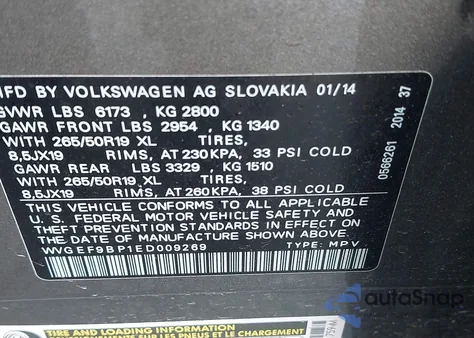 MFD BY VOLKSWAGEN AG SLOVAKIA 01/14
GVWR LBS 6173 , KG 2800
GAWR FRONT LBS 2954 , KG 1340
WITH 265/50R19 XL TIRES,
8,5JX19 RIMS, AT 230 KPA, 33 PSI COLD
GAWR REAR LBS 3329 , KG 1510
WITH 265/50R19 XL TIRES,
8,5JX19 RIMS, AT 260 KPA, 38 PSI COLD
THIS VEHICLE CONFORMS TO ALL APPLICABLE
U. S. FEDERAL MOTOR VEHICLE SAFETY AND
THEFT PREVENTION STANDARDS IN EFFECT ON
THE DATE OF MANUFACTURE SHOWN ABOVE.
WVGEF9BP1ED009269 TYPE: MPV
0566261 2014 37
autoSnap
TIRE AND LOADING INFORMATION